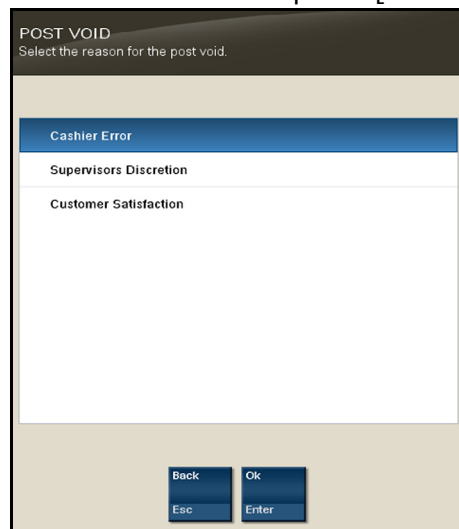 POST VOID
Select the reason for the post void.
Cashier Error
Supervisors Discretion
Customer Satisfaction
Back Ok
Esc Enter